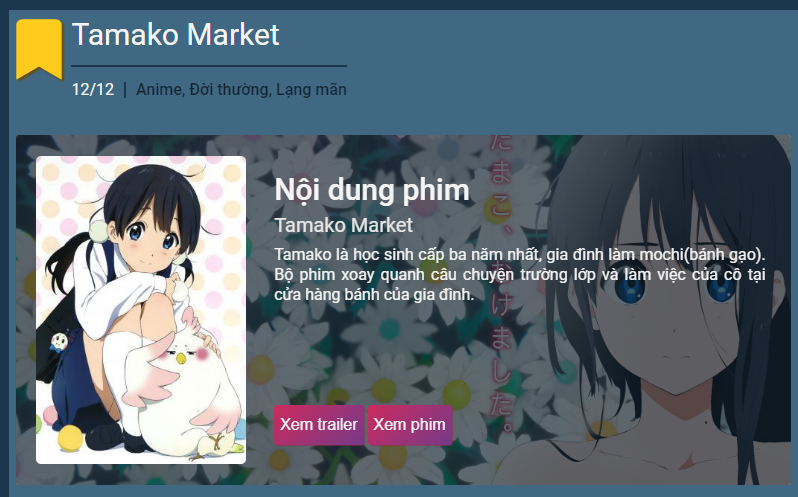 Tamako Market
12/12 | Anime, Đời thường, Lạng mãn
Nội dung phim
Tamako Market
Tamako là học sinh cấp ba năm nhất, gia đình làm mochi(bánh gạo).
Bộ phim xoay quanh câu chuyện trường lớp và làm việc của cô tại
cửa hàng bánh của gia đình.
Xem trailer
Xem phim
たまこ、
おけました。